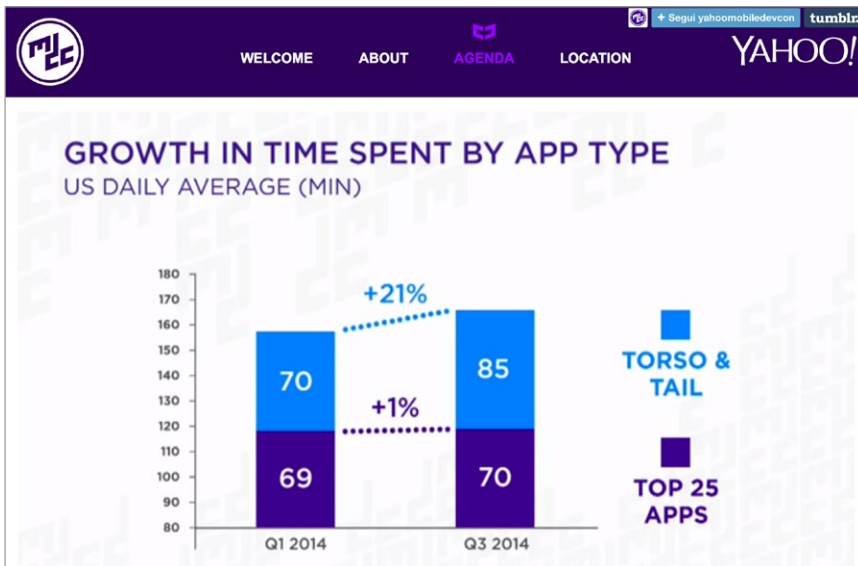 + Segui yahoomobiledevcon
tumblr.
MDCC
WELCOME ABOUT AGENDA LOCATION
YAHOO!
GROWTH IN TIME SPENT BY APP TYPE
US DAILY AVERAGE (MIN)
180
170
160
150
140
130
120
110
100
90
80
+21%
70
85
+1%
69
70
Q1 2014
Q3 2014
TORSO &
TAIL
TOP 25
APPS